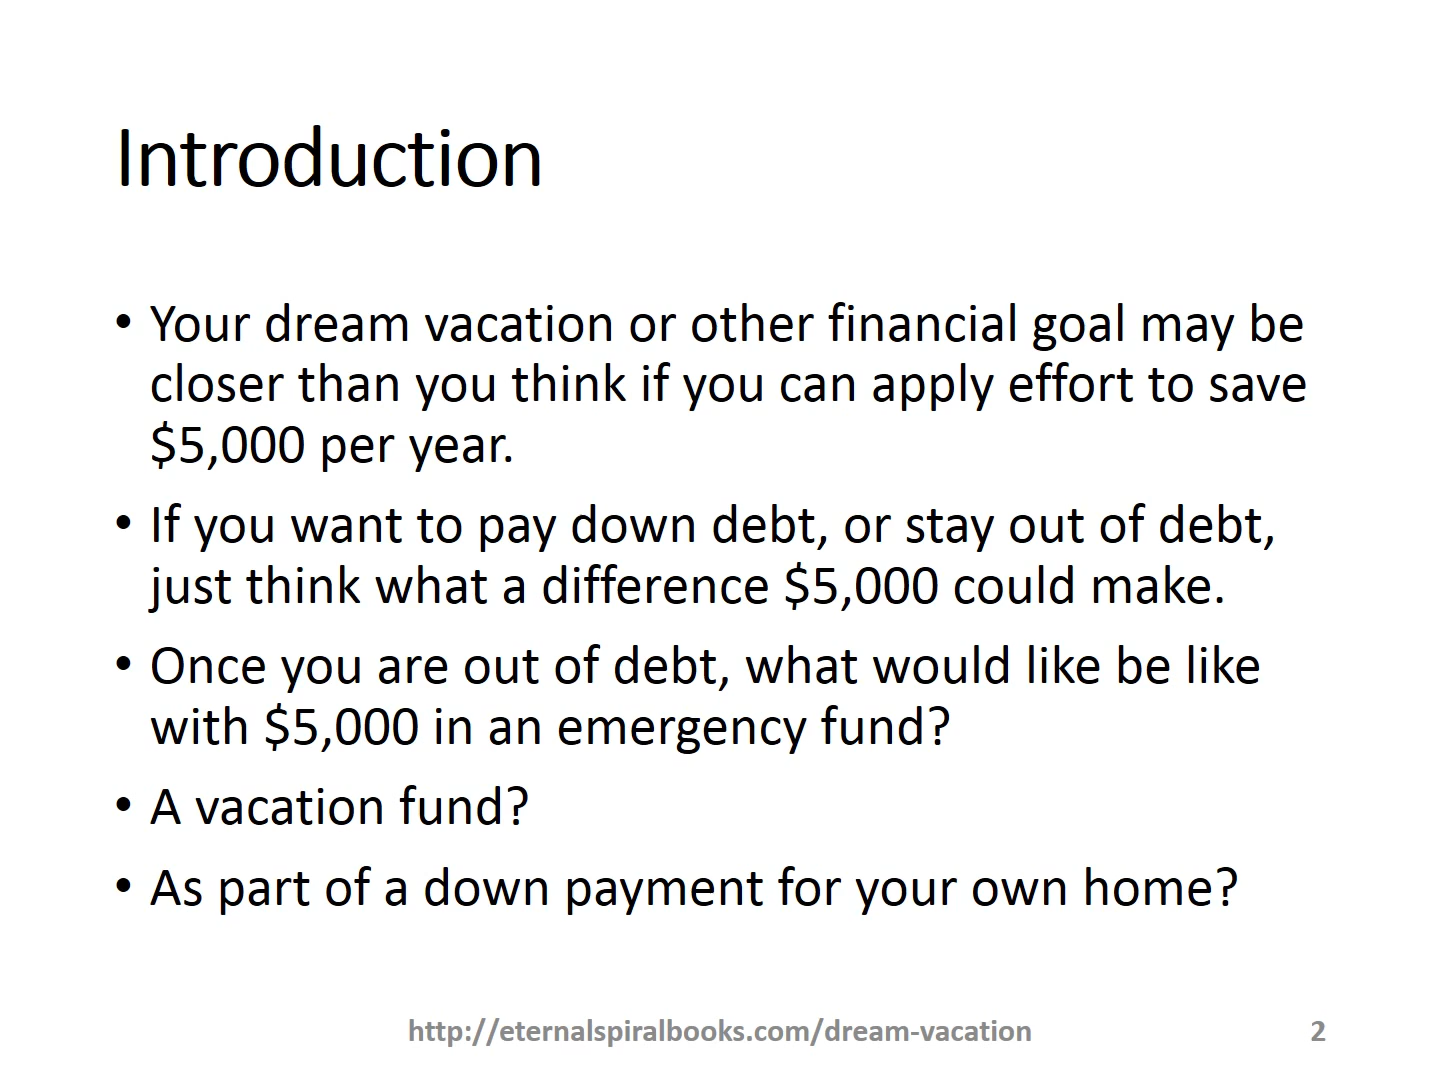 Introduction
• Your dream vacation or other financial goal may be
closer than you think if you can apply effort to save
$5,000 per year.
• If you want to pay down debt, or stay out of debt,
just think what a difference $5,000 could make.
• Once you are out of debt, what would like be like
with $5,000 in an emergency fund?
• A vacation fund?
• As part of a down payment for your own home?
http://eternalspiralbooks.com/dream-vacation
2